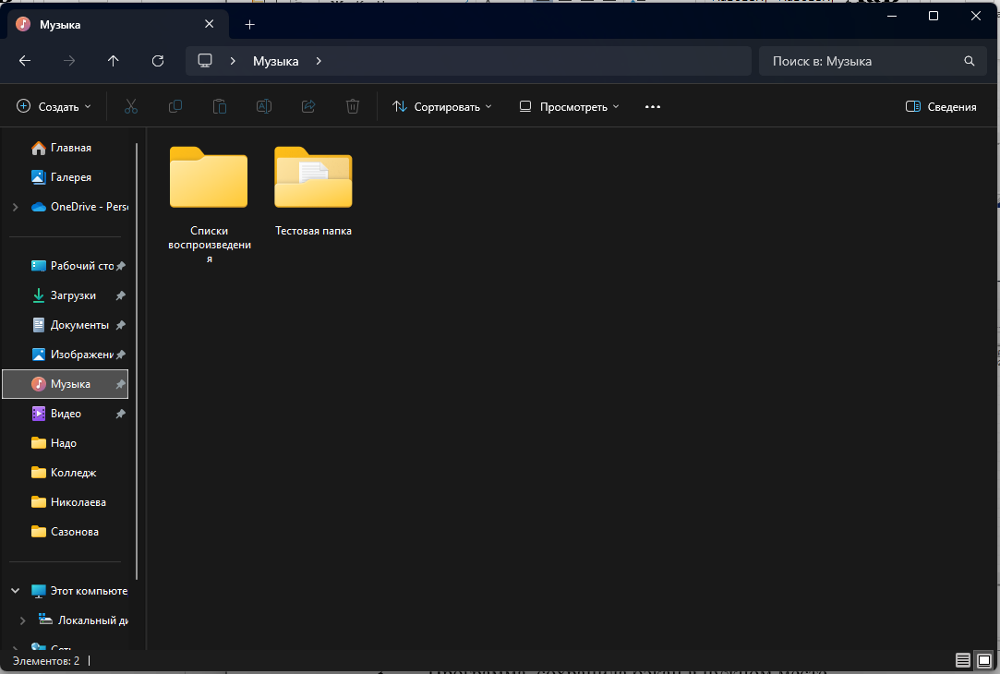 Музыка
Музыка
Поиск в: Музыка
Создать
Сортировать
Просмотреть
Сведения
Главная
Галерея
OneDrive - Perso
Рабочий сто
Загрузки
Документы
Изображени
Музыка
Видео
Надо
Колледж
Николаева
Сазонова
Этот компьюте
Локальный ди
Сеть
Списки
воспроизведени
я
Тестовая папка
Элементов: 2